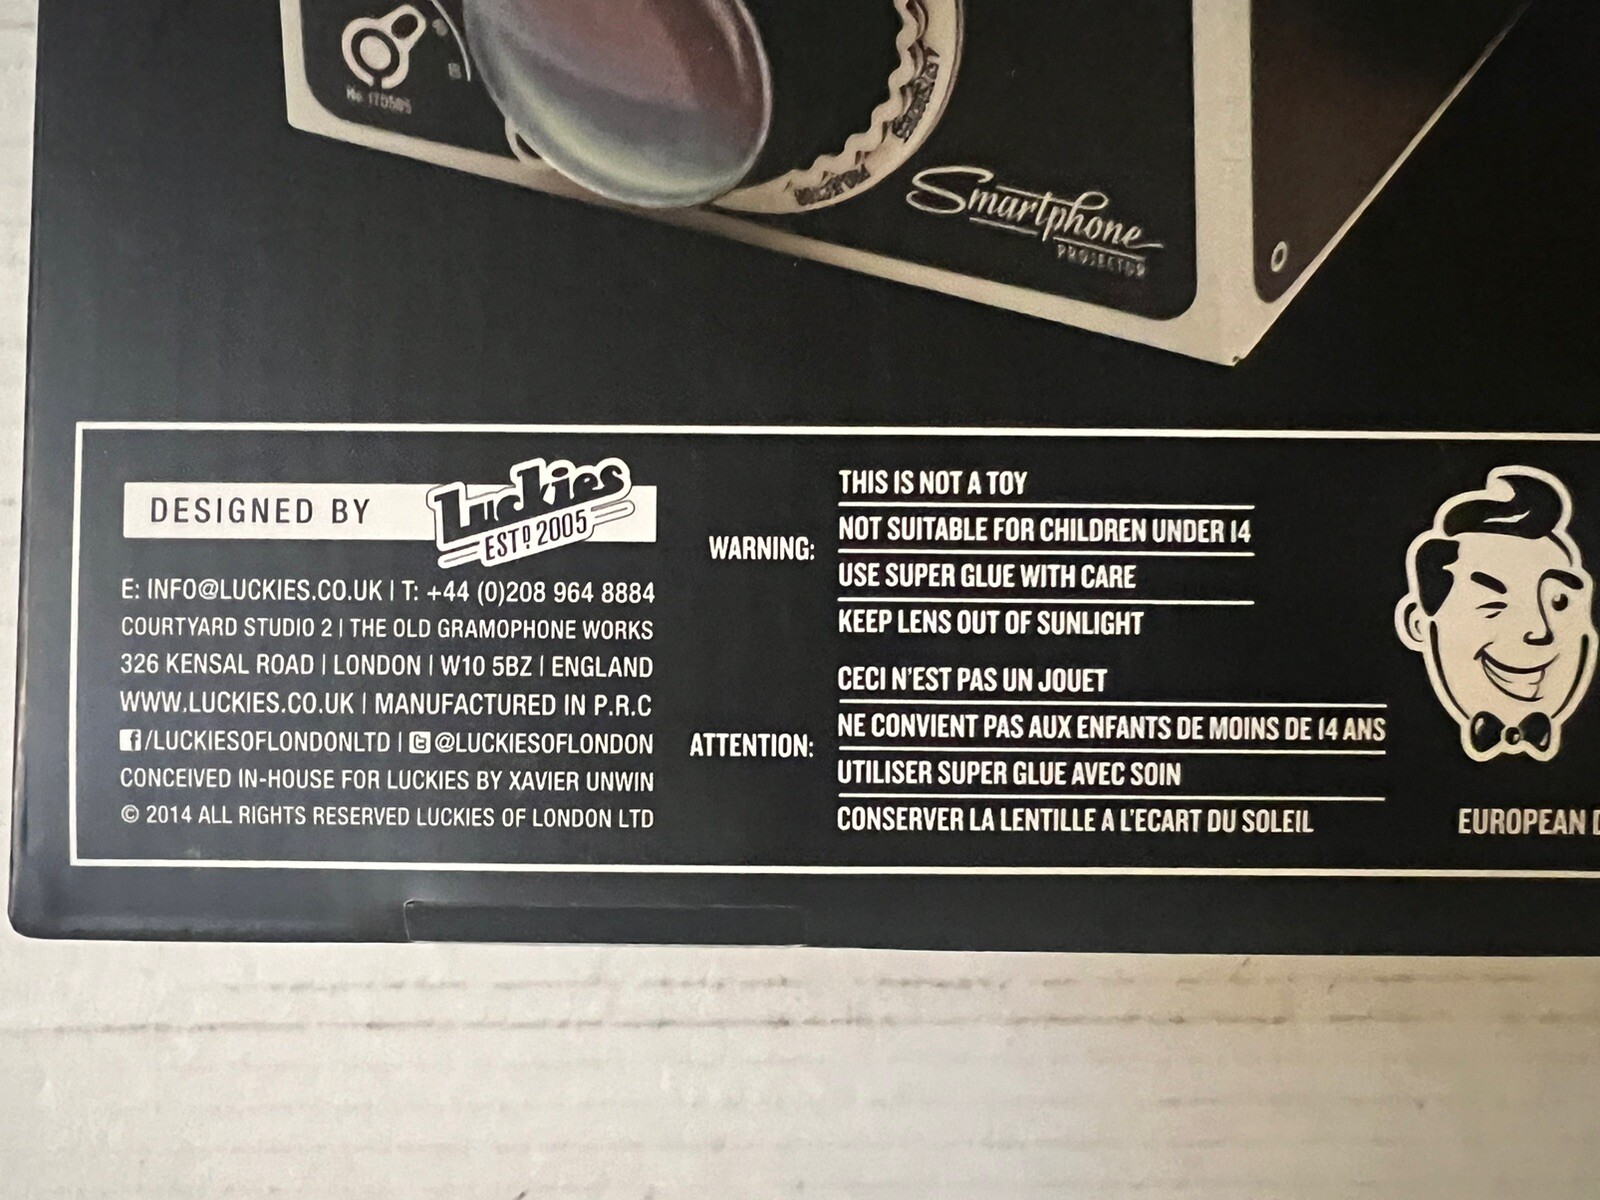 No 170505
Smartphone
PROJECTOR
DESIGNED BY
Luckies
ESTD 2005
E: INFO@LUCKIES.CO.UK | T: +44 (0)208 964 8884
COURTYARD STUDIO 2 | THE OLD GRAMOPHONE WORKS
326 KENSAL ROAD | LONDON | W10 5BZ | ENGLAND
WWW.LUCKIES.CO.UK | MANUFACTURED IN P.R.C
/LUCKIESOFLONDONLTD | @LUCKIESOFLONDON
CONCEIVED IN-HOUSE FOR LUCKIES BY XAVIER UNWIN
© 2014 ALL RIGHTS RESERVED LUCKIES OF LONDON LTD
WARNING:
THIS IS NOT A TOY
NOT SUITABLE FOR CHILDREN UNDER 14
USE SUPER GLUE WITH CARE
KEEP LENS OUT OF SUNLIGHT
ATTENTION:
CECI N'EST PAS UN JOUET
NE CONVIENT PAS AUX ENFANTS DE MOINS DE 14 ANS
UTILISER SUPER GLUE AVEC SOIN
CONSERVER LA LENTILLE A L'ECART DU SOLEIL
EUROPEAN D